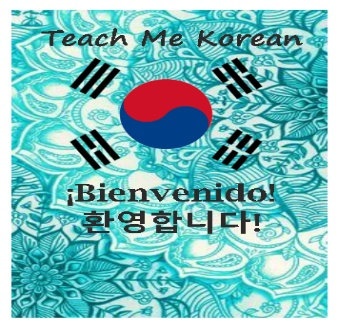 Teach Me Korean
¡Bienvenido!
환영합니다!